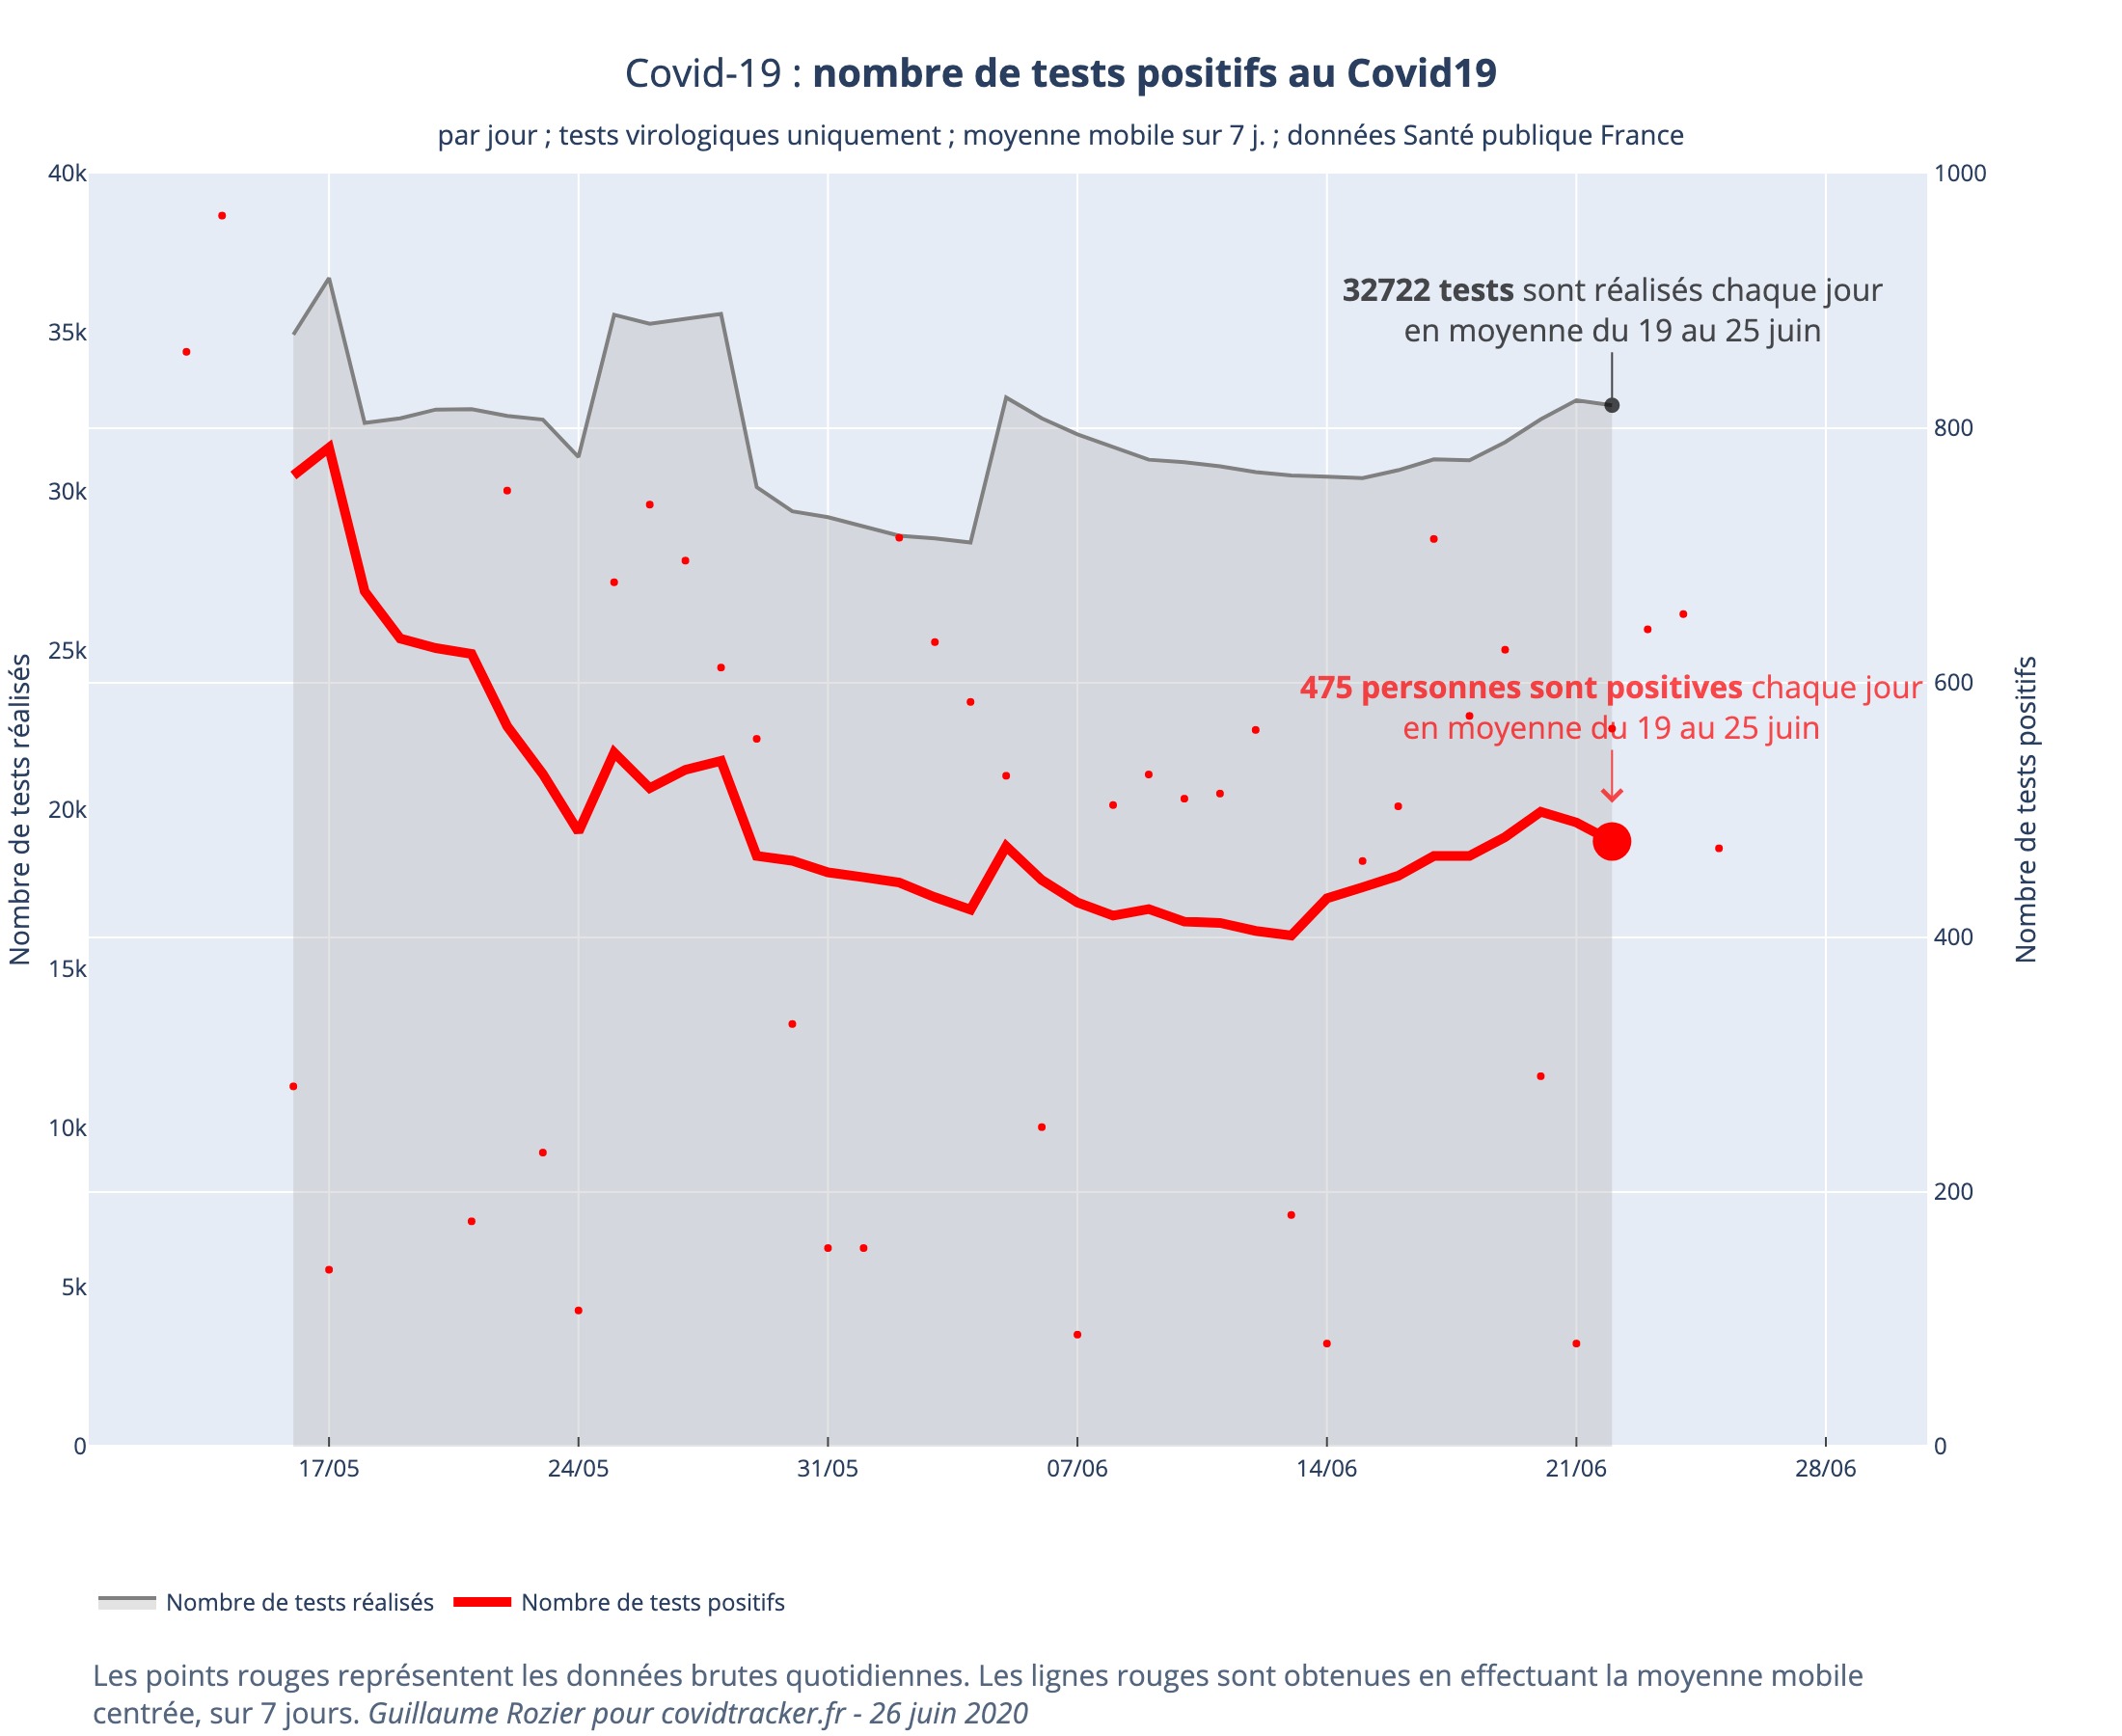 Covid-19 : nombre de tests positifs au Covid19
par jour ; tests virologiques uniquement ; moyenne mobile sur 7 j. ; données Santé publique France
40k
35k
30k
25k
20k
15k
10k
5k
0
Nombre de tests réalisés
1000
800
600
400
200
0
Nombre de tests positifs
32722 tests sont réalisés chaque jour
en moyenne du 19 au 25 juin
475 personnes sont positives chaque jour
en moyenne du 19 au 25 juin
17/05
24/05
31/05
07/06
14/06
21/06
28/06
Nombre de tests réalisés
Nombre de tests positifs
Les points rouges représentent les données brutes quotidiennes. Les lignes rouges sont obtenues en effectuant la moyenne mobile
centrée, sur 7 jours. Guillaume Rozier pour covidtracker.fr - 26 juin 2020